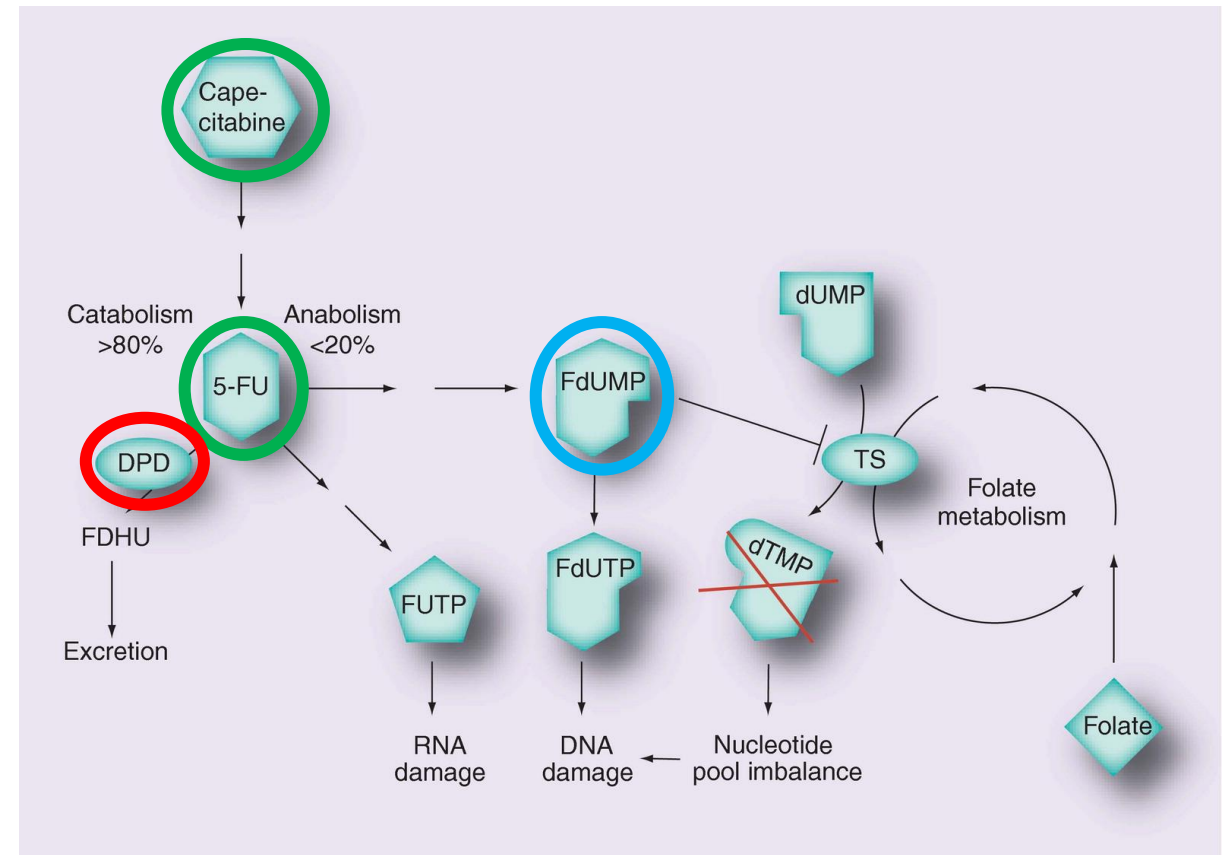 Cape-
citabine
Catabolism
>80%
Anabolism
<20%
5-FU
DPD
FDHU
Excretion
FUTP
RNA
damage
FdUMP
FdUTP
DNA
damage
dUMP
TS
dTMP
Nucleotide
pool imbalance
Folate
metabolism
Folate